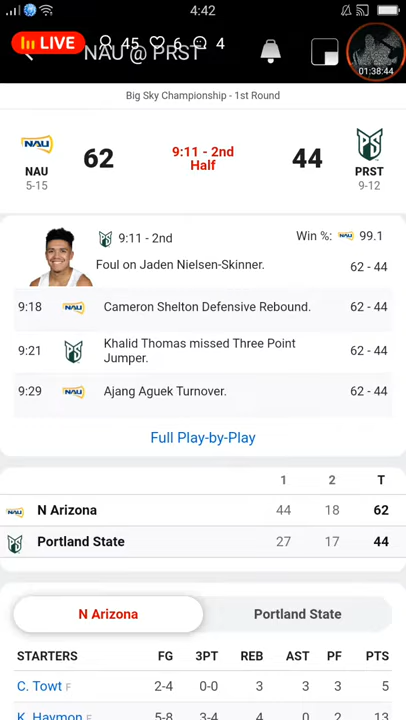 4:42
LIVE 45 6 4
NAU @ PRST
01:38:44
Big Sky Championship - 1st Round
NAU
NAU
5-15
62
9:11 - 2nd
Half
44
PRST
9-12
9:11 - 2nd
Win %: NAU 99.1
Foul on Jaden Nielsen-Skinner.
62 - 44
9:18 NAU Cameron Shelton Defensive Rebound. 62 - 44
9:21 Khalid Thomas missed Three Point
Jumper. 62 - 44
9:29 NAU Ajang Aguek Turnover. 62 - 44
Full Play-by-Play
1 2 T
NAU N Arizona 44 18 62
Portland State 27 17 44
N Arizona Portland State
STARTERS FG 3PT REB AST PF PTS
C. Towt F 2-4 0-0 3 3 3 5
K. Haymon F 5-8 3-4 4 0 2 13